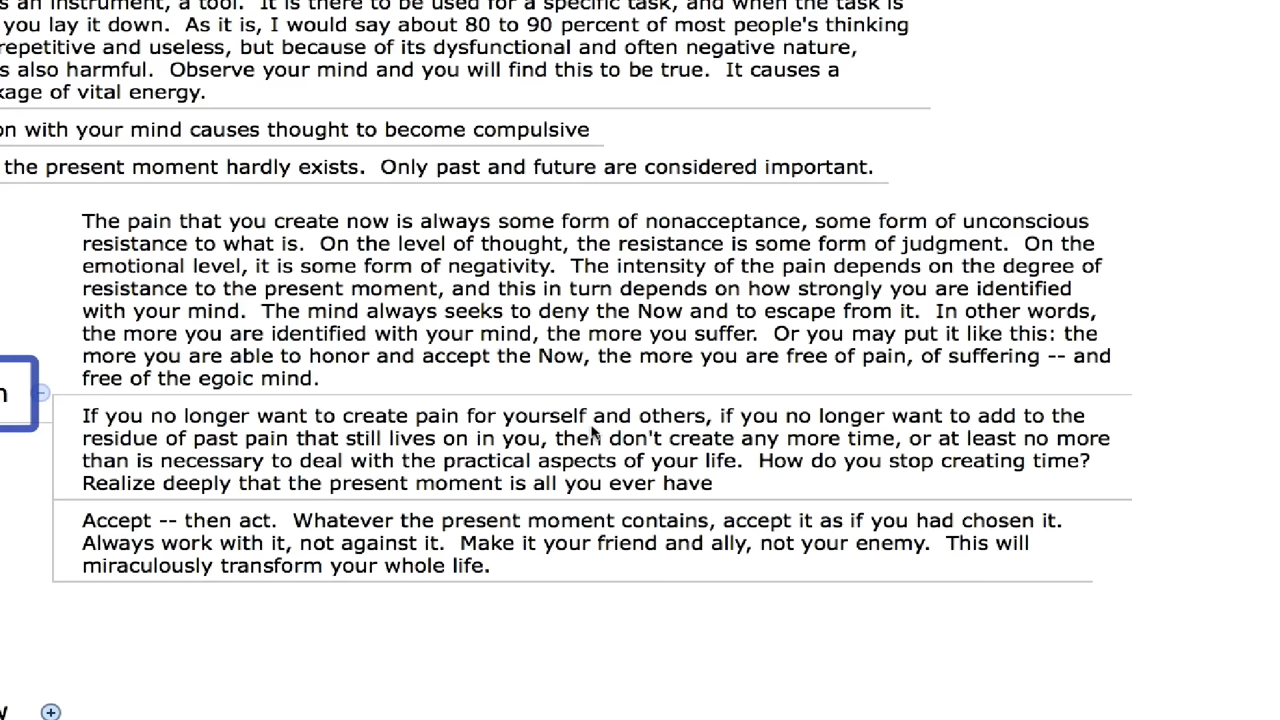 an instrument, a tool.  It is there to be used for a specific task, and when the task is
you lay it down.  As it is, I would say about 80 to 90 percent of most people's thinking
repetitive and useless, but because of its dysfunctional and often negative nature,
s also harmful.  Observe your mind and you will find this to be true.  It causes a
kage of vital energy.
on with your mind causes thought to become compulsive
the present moment hardly exists.  Only past and future are considered important.
The pain that you create now is always some form of nonacceptance, some form of unconscious
resistance to what is.  On the level of thought, the resistance is some form of judgment.  On the
emotional level, it is some form of negativity.  The intensity of the pain depends on the degree of
resistance to the present moment, and this in turn depends on how strongly you are identified
with your mind.  The mind always seeks to deny the Now and to escape from it.  In other words,
the more you are identified with your mind, the more you suffer.  Or you may put it like this: the
more you are able to honor and accept the Now, the more you are free of pain, of suffering -- and
free of the egoic mind.
If you no longer want to create pain for yourself and others, if you no longer want to add to the
residue of past pain that still lives on in you, then don't create any more time, or at least no more
than is necessary to deal with the practical aspects of your life.  How do you stop creating time?
Realize deeply that the present moment is all you ever have
Accept -- then act.  Whatever the present moment contains, accept it as if you had chosen it.
Always work with it, not against it.  Make it your friend and ally, not your enemy.  This will
miraculously transform your whole life.